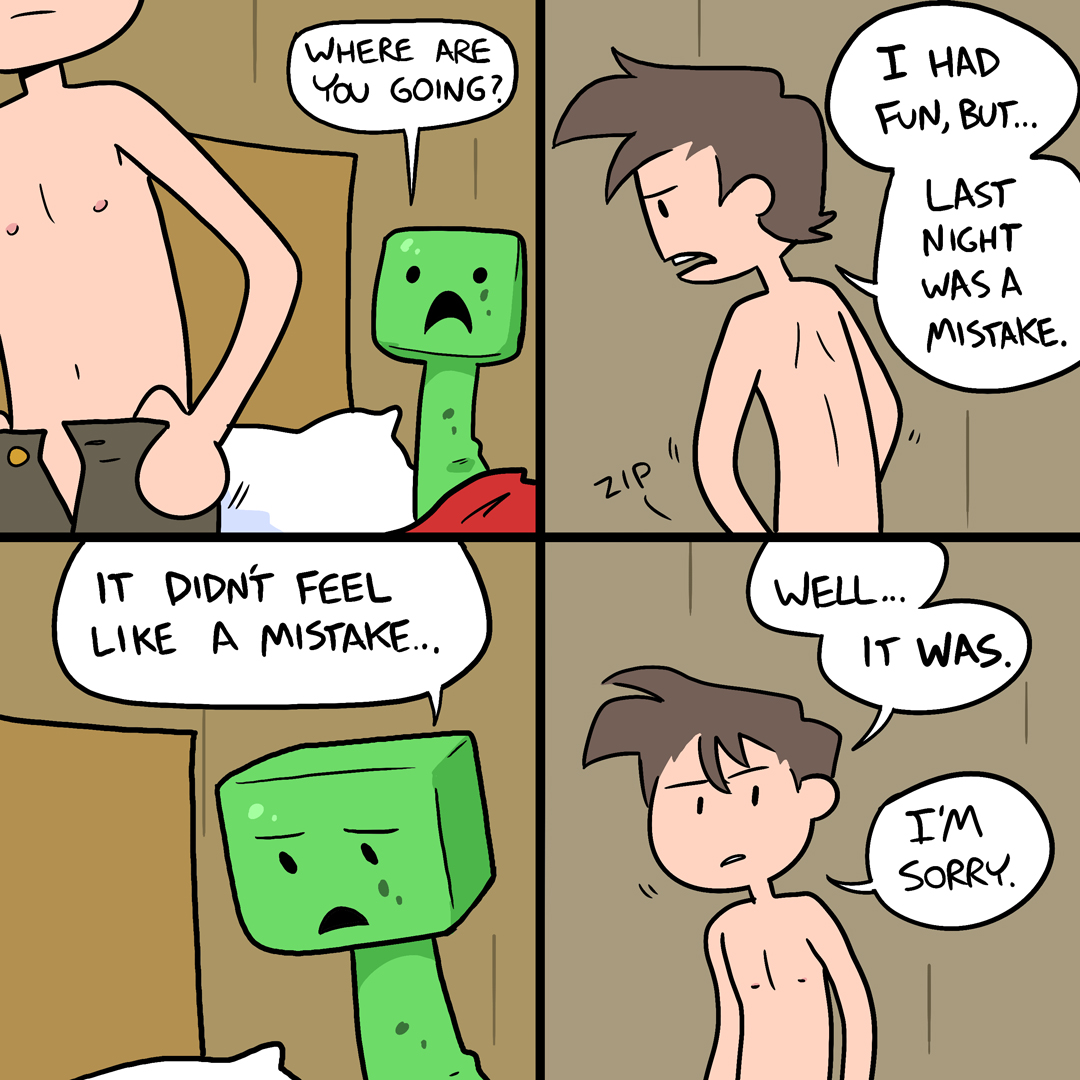 WHERE ARE
YOU GOING?
I HAD
FUN, BUT...
LAST
NIGHT
WAS A
MISTAKE.
ZIP
IT DIDN'T FEEL
LIKE A MISTAKE...
WELL...
IT WAS.
I'M
SORRY.